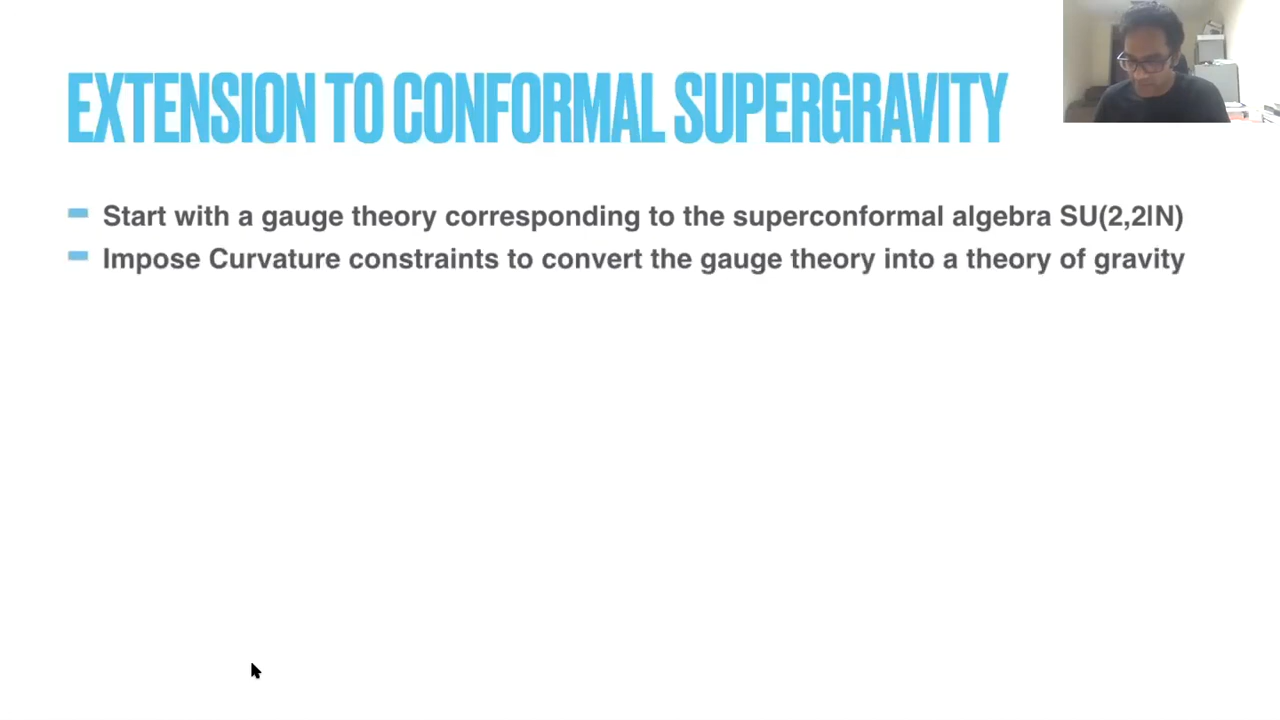 EXTENSION TO CONFORMAL SUPERGRAVITY
Start with a gauge theory corresponding to the superconformal algebra SU(2,2|N)
Impose Curvature constraints to convert the gauge theory into a theory of gravity